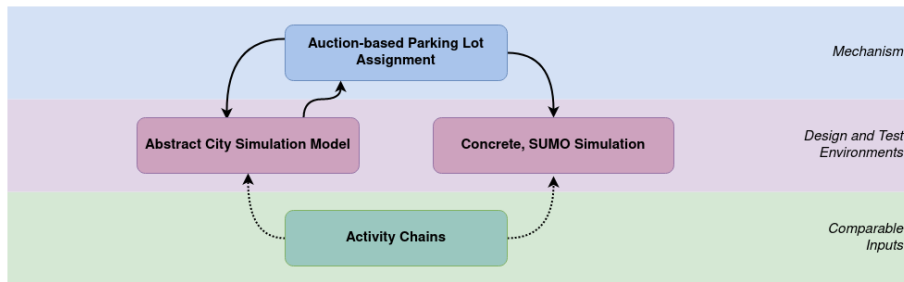 Auction-based Parking Lot
Assignment
Mechanism
Abstract City Simulation Model
Concrete, SUMO Simulation
Design and Test
Environments
Activity Chains
Comparable
Inputs